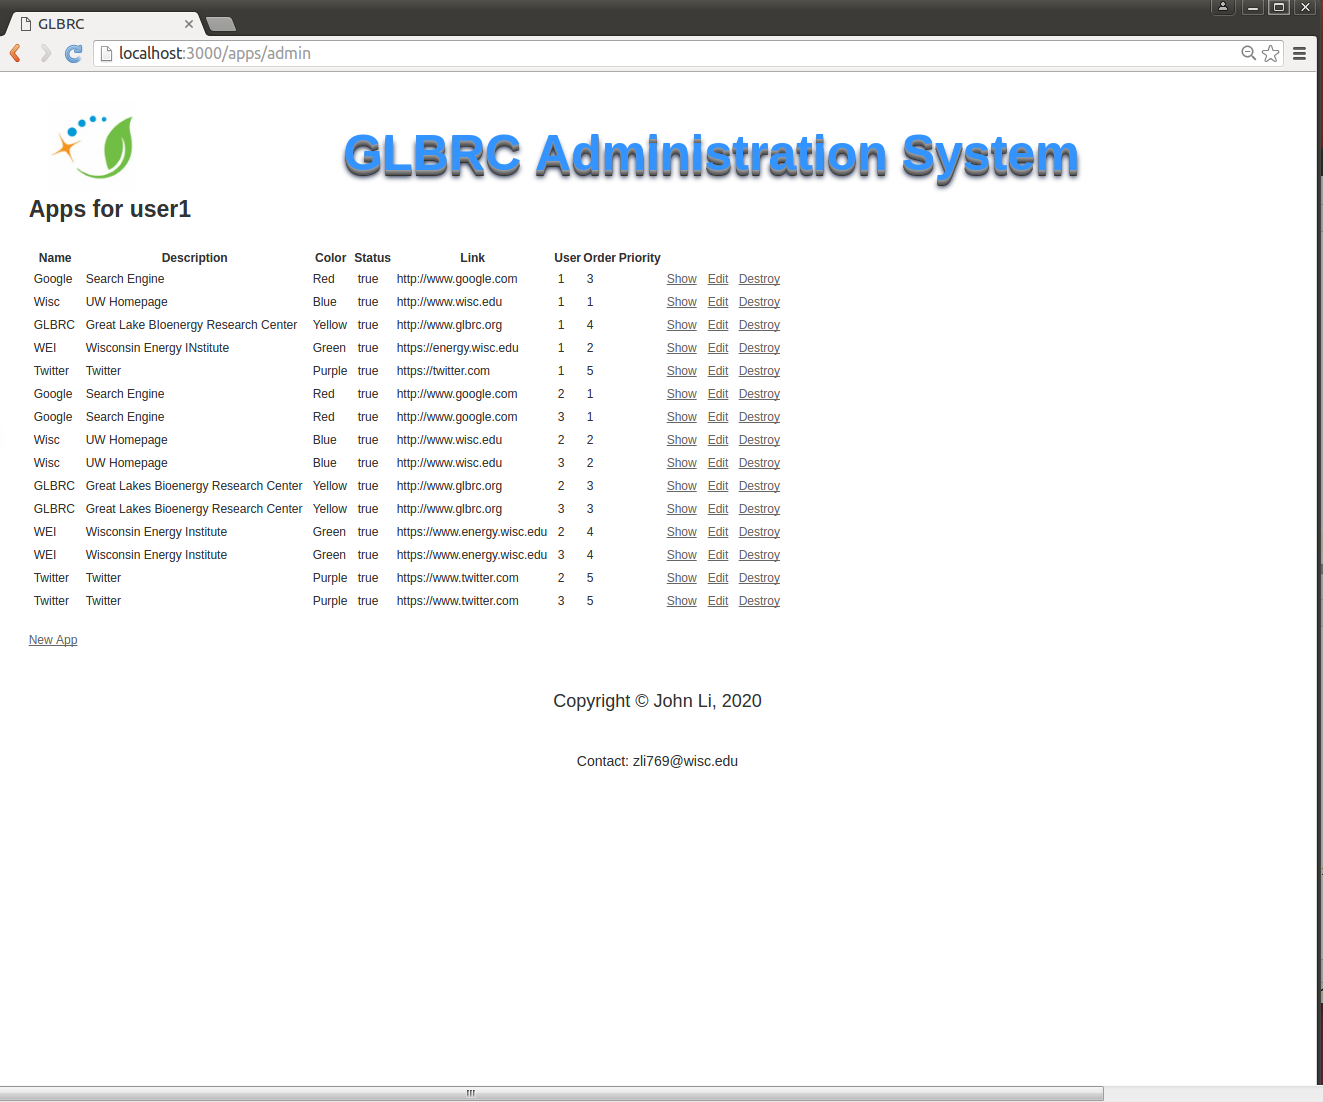 GLBRC
localhost:3000/apps/admin
GLBRC Administration System
Apps for user1
Name Description Color Status Link User Order Priority
Google Search Engine Red true http://www.google.com 1 3 Show Edit Destroy
Wisc UW Homepage Blue true http://www.wisc.edu 1 1 Show Edit Destroy
GLBRC Great Lake BIoenergy Research Center Yellow true http://www.glbrc.org 1 4 Show Edit Destroy
WEI Wisconsin Energy INstitute Green true https://energy.wisc.edu 1 2 Show Edit Destroy
Twitter Twitter Purple true https://twitter.com 1 5 Show Edit Destroy
Google Search Engine Red true http://www.google.com 2 1 Show Edit Destroy
Google Search Engine Red true http://www.google.com 3 1 Show Edit Destroy
Wisc UW Homepage Blue true http://www.wisc.edu 2 2 Show Edit Destroy
Wisc UW Homepage Blue true http://www.wisc.edu 3 2 Show Edit Destroy
GLBRC Great Lakes Bioenergy Research Center Yellow true http://www.glbrc.org 2 3 Show Edit Destroy
GLBRC Great Lakes Bioenergy Research Center Yellow true http://www.glbrc.org 3 3 Show Edit Destroy
WEI Wisconsin Energy Institute Green true https://www.energy.wisc.edu 2 4 Show Edit Destroy
WEI Wisconsin Energy Institute Green true https://www.energy.wisc.edu 3 4 Show Edit Destroy
Twitter Twitter Purple true https://www.twitter.com 2 5 Show Edit Destroy
Twitter Twitter Purple true https://www.twitter.com 3 5 Show Edit Destroy
New App
Copyright © John Li, 2020
Contact: zli769@wisc.edu